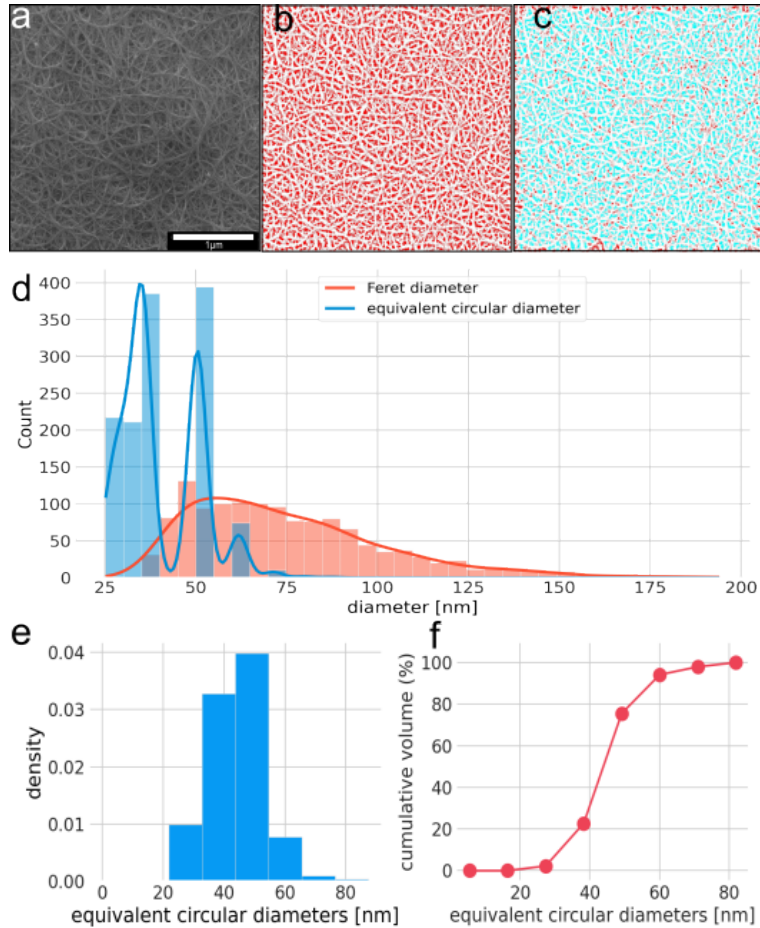 a
b
c
1μm
d
Feret diameter
equivalent circular diameter
400
350
300
250
200
150
100
50
0
Count
25
50
75
100
125
150
175
200
diameter [nm]
e
0.04
0.03
0.02
0.01
0.00
density
0
20
40
60
80
equivalent circular diameters [nm]
f
100
80
60
40
20
0
cumulative volume (%)
20
40
60
80
equivalent circular diameters [nm]